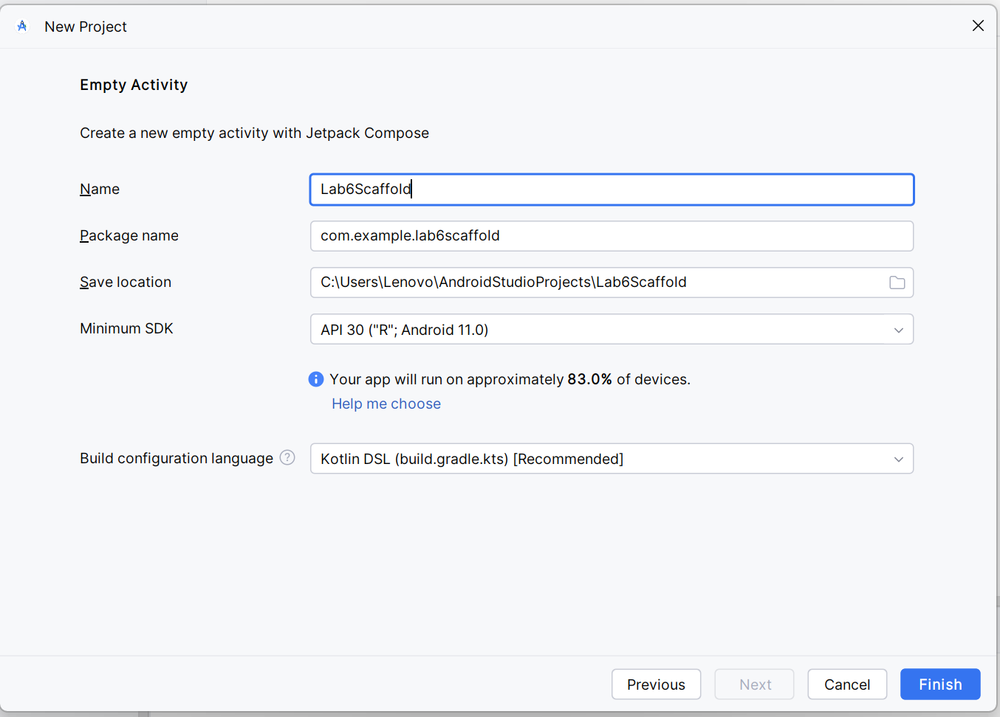 New Project
Empty Activity
Create a new empty activity with Jetpack Compose
Name Lab6Scaffold
Package name com.example.lab6scaffold
Save location C:\Users\Lenovo\AndroidStudioProjects\Lab6Scaffold
Minimum SDK API 30 ("R"; Android 11.0)
Your app will run on approximately 83.0% of devices.
Help me choose
Build configuration language ? Kotlin DSL (build.gradle.kts) [Recommended]
Previous Next Cancel Finish